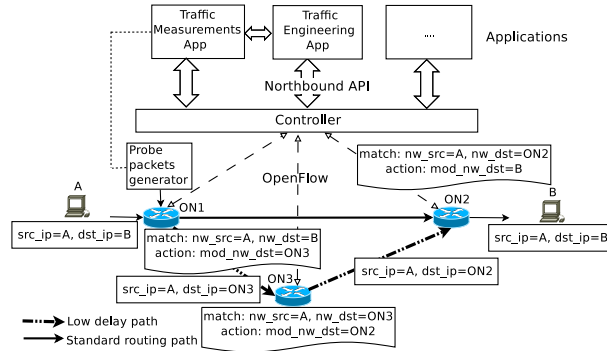 Traffic
Measurements
App
Traffic
Engineering
App
....
Applications
Northbound API
Controller
Probe
packets
generator
OpenFlow
match: nw_src=A, nw_dst=ON2
action: mod_nw_dst=B
A
ON1
ON2
B
src_ip=A, dst_ip=B
src_ip=A, dst_ip=B
match: nw_src=A, nw_dst=B
action: mod_nw_dst=ON3
src_ip=A, dst_ip=ON3
ON3
src_ip=A, dst_ip=ON2
match: nw_src=A, nw_dst=ON3
action: mod_nw_dst=ON2
Low delay path
Standard routing path